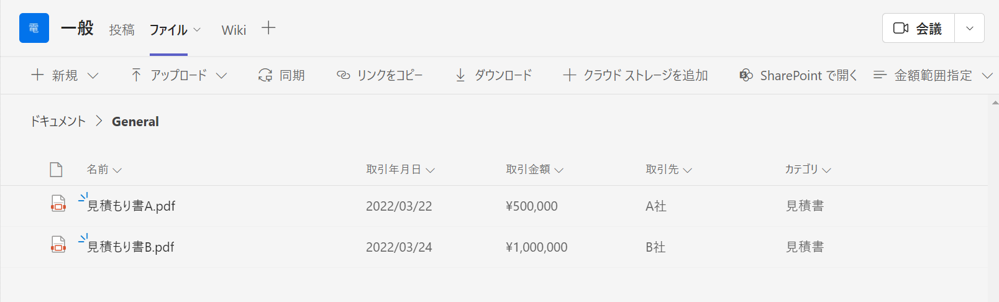 電 一般 投稿 ファイル Wiki 会議
新規 アップロード 同期 リンクをコピー ダウンロード クラウド ストレージを追加 SharePoint で開く 金額範囲指定
ドキュメント > General
名前 取引年月日 取引金額 取引先 カテゴリ
見積もり書A.pdf 2022/03/22 ¥500,000 A社 見積書
見積もり書B.pdf 2022/03/24 ¥1,000,000 B社 見積書